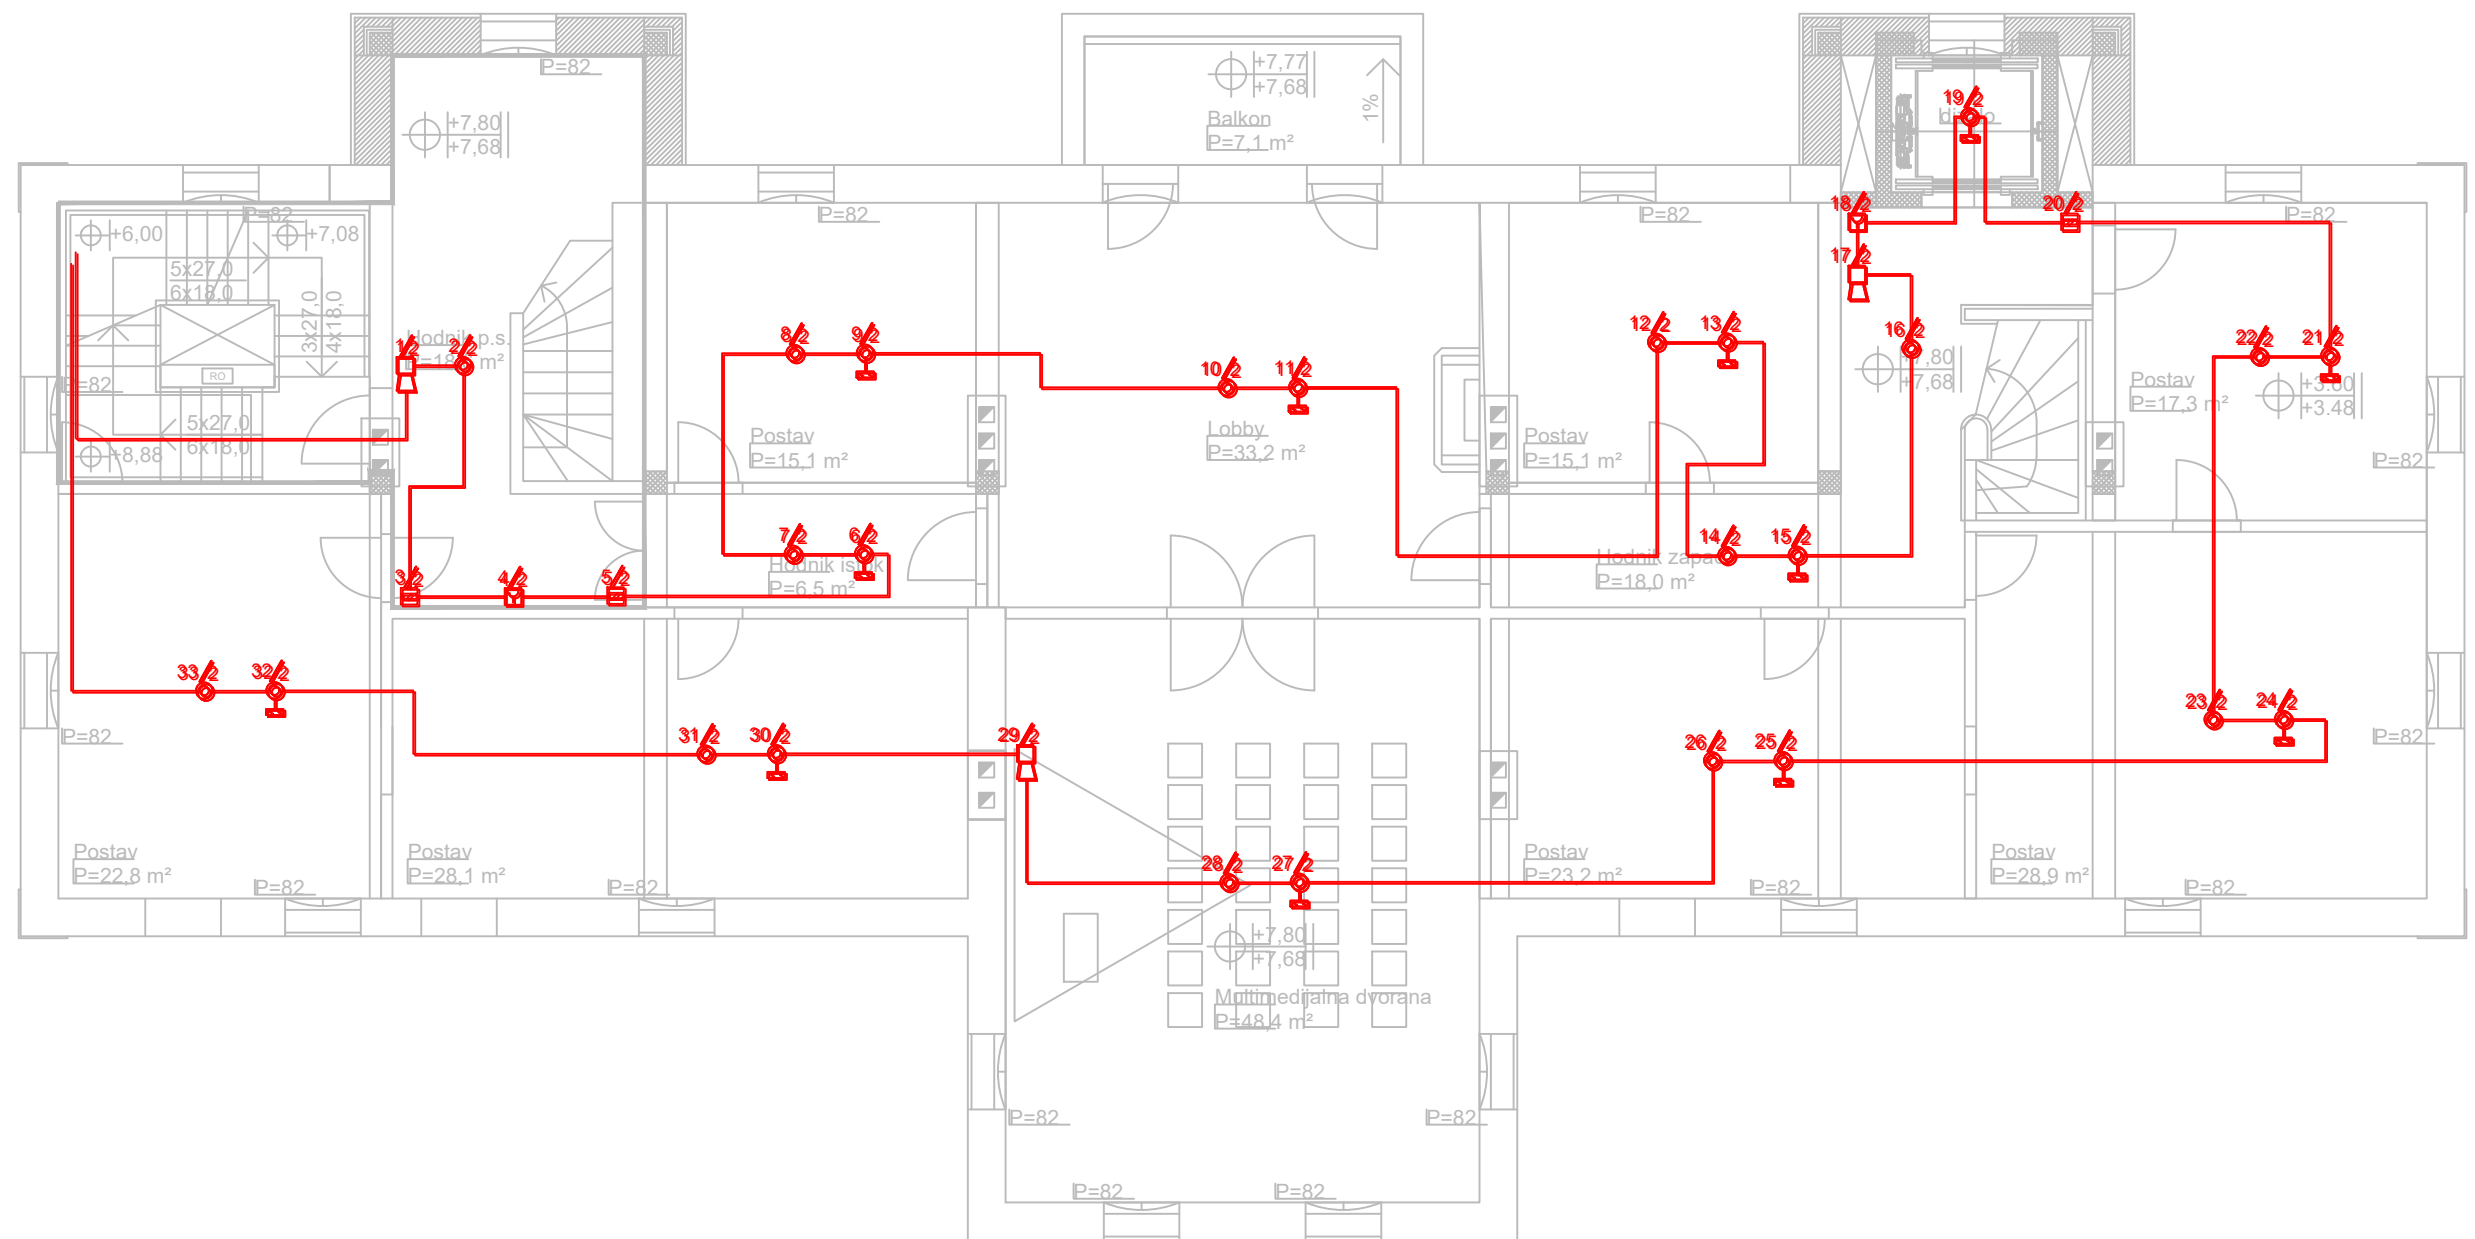 P=82
+7,77
+7,68
1%
Balkon
P=7,1 m²
+7,80
+7,68
19/2
P=82
P=82
P=82
P=82
18/2
20/2
+6,00
+7,08
17/2
5x27,0
6x18,0
3x27,0
4x18,0
Hodnik p.s.
1/2
2/2
8/2
9/2
12/2
13/2
16/2
22/2
21/2
+7,68
10/2
11/2
RO
P=82
Postav
P=17,3 m²
+3.60
+3.48
5x27,0
6x18,0
+8,88
Postav
P=15,1 m²
Lobby
P=33,2 m²
Postav
P=15,1 m²
P=82
7/2
6/2
14/2
15/2
Hodnik istok
P=6,5 m²
P=18,0 m²
3/2
4/2
5/2
33/2
32/2
31/2
30/2
29/2
26/2
25/2
23/2
24/2
P=82
P=82
28/2
27/2
Postav
P=22,8 m²
Postav
P=28,1 m²
Postav
P=23,2 m²
Postav
P=28,9 m²
P=82
P=82
P=82
P=82
+7,80
+7,68
Multimedijalna dvorana
P=48,4 m²
P=82
P=82
P=82
P=82